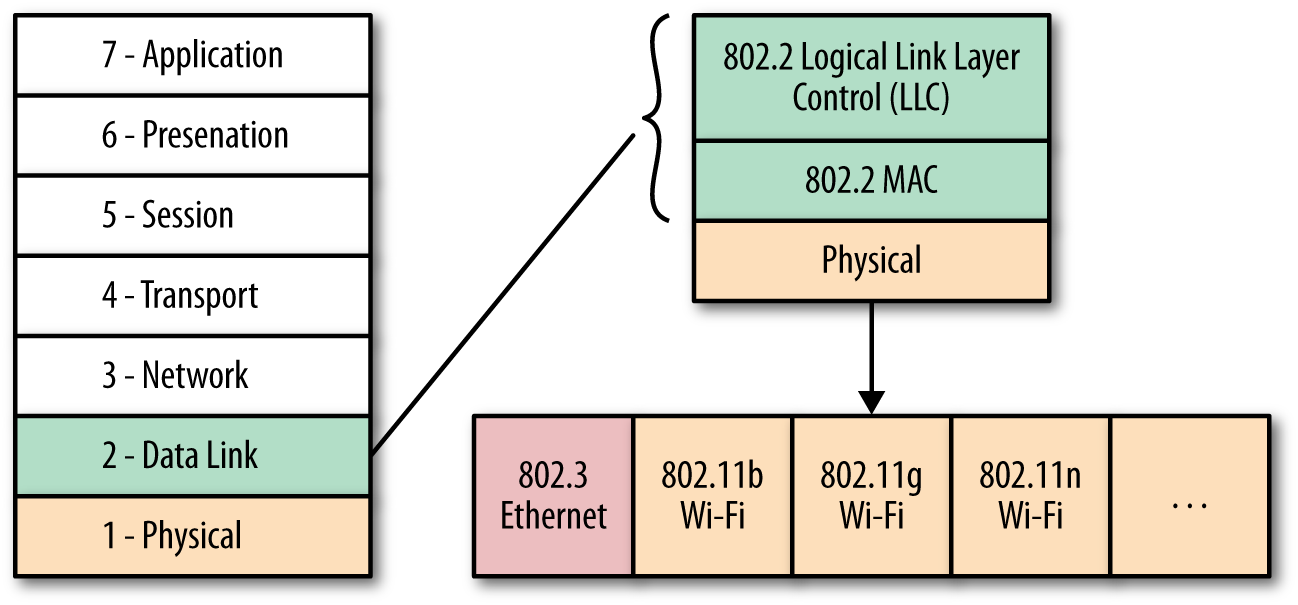 7 - Application
6 - Presenation
5 - Session
4 - Transport
3 - Network
2 - Data Link
1 - Physical
802.2 Logical Link Layer
Control (LLC)
802.2 MAC
Physical
802.3
Ethernet
802.11b
Wi-Fi
802.11g
Wi-Fi
802.11n
Wi-Fi
. . .